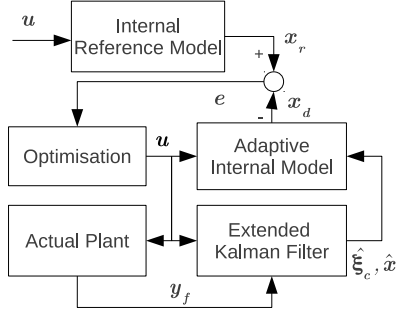 u
Internal
Reference Model
x_r
+
e
x_d
-
Optimisation
u
Adaptive
Internal Model
Actual Plant
Extended
Kalman Filter
ξ̂_c , x̂
y_f